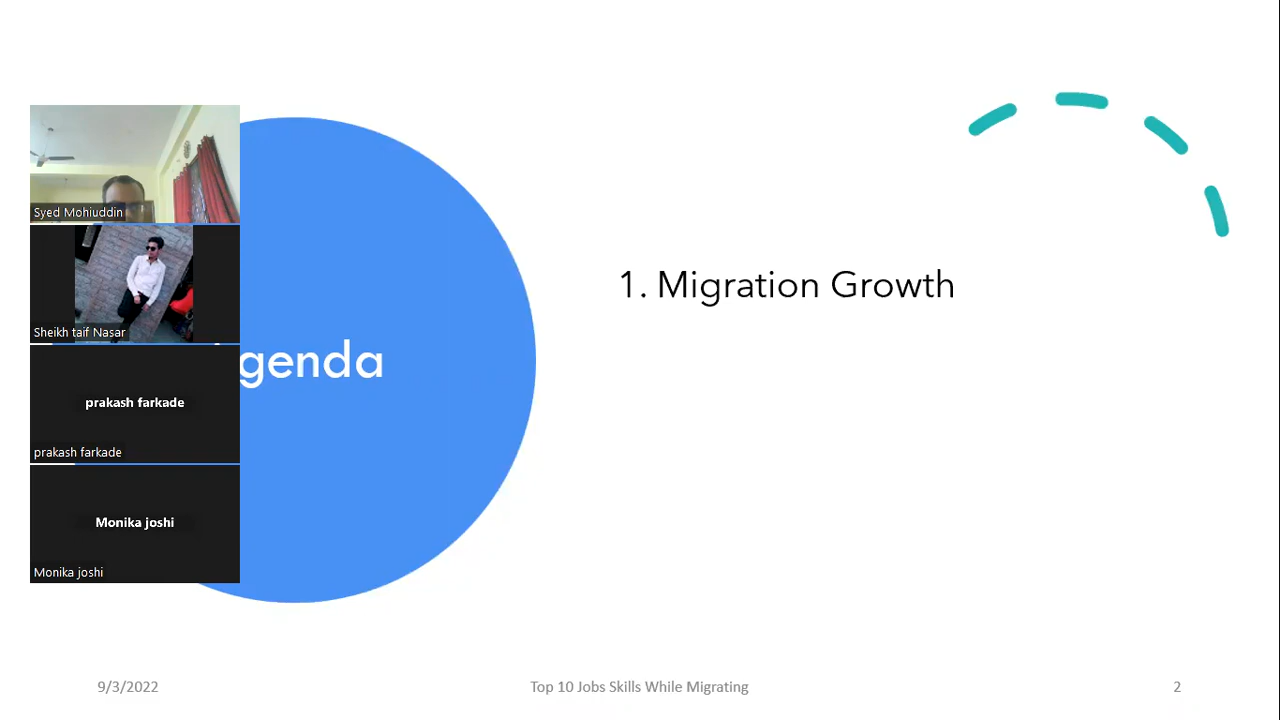 Syed Mohiuddin
Sheikh taif Nasar
prakash farkade
prakash farkade
Monika joshi
Monika joshi
genda
1. Migration Growth
9/3/2022
Top 10 Jobs Skills While Migrating
2